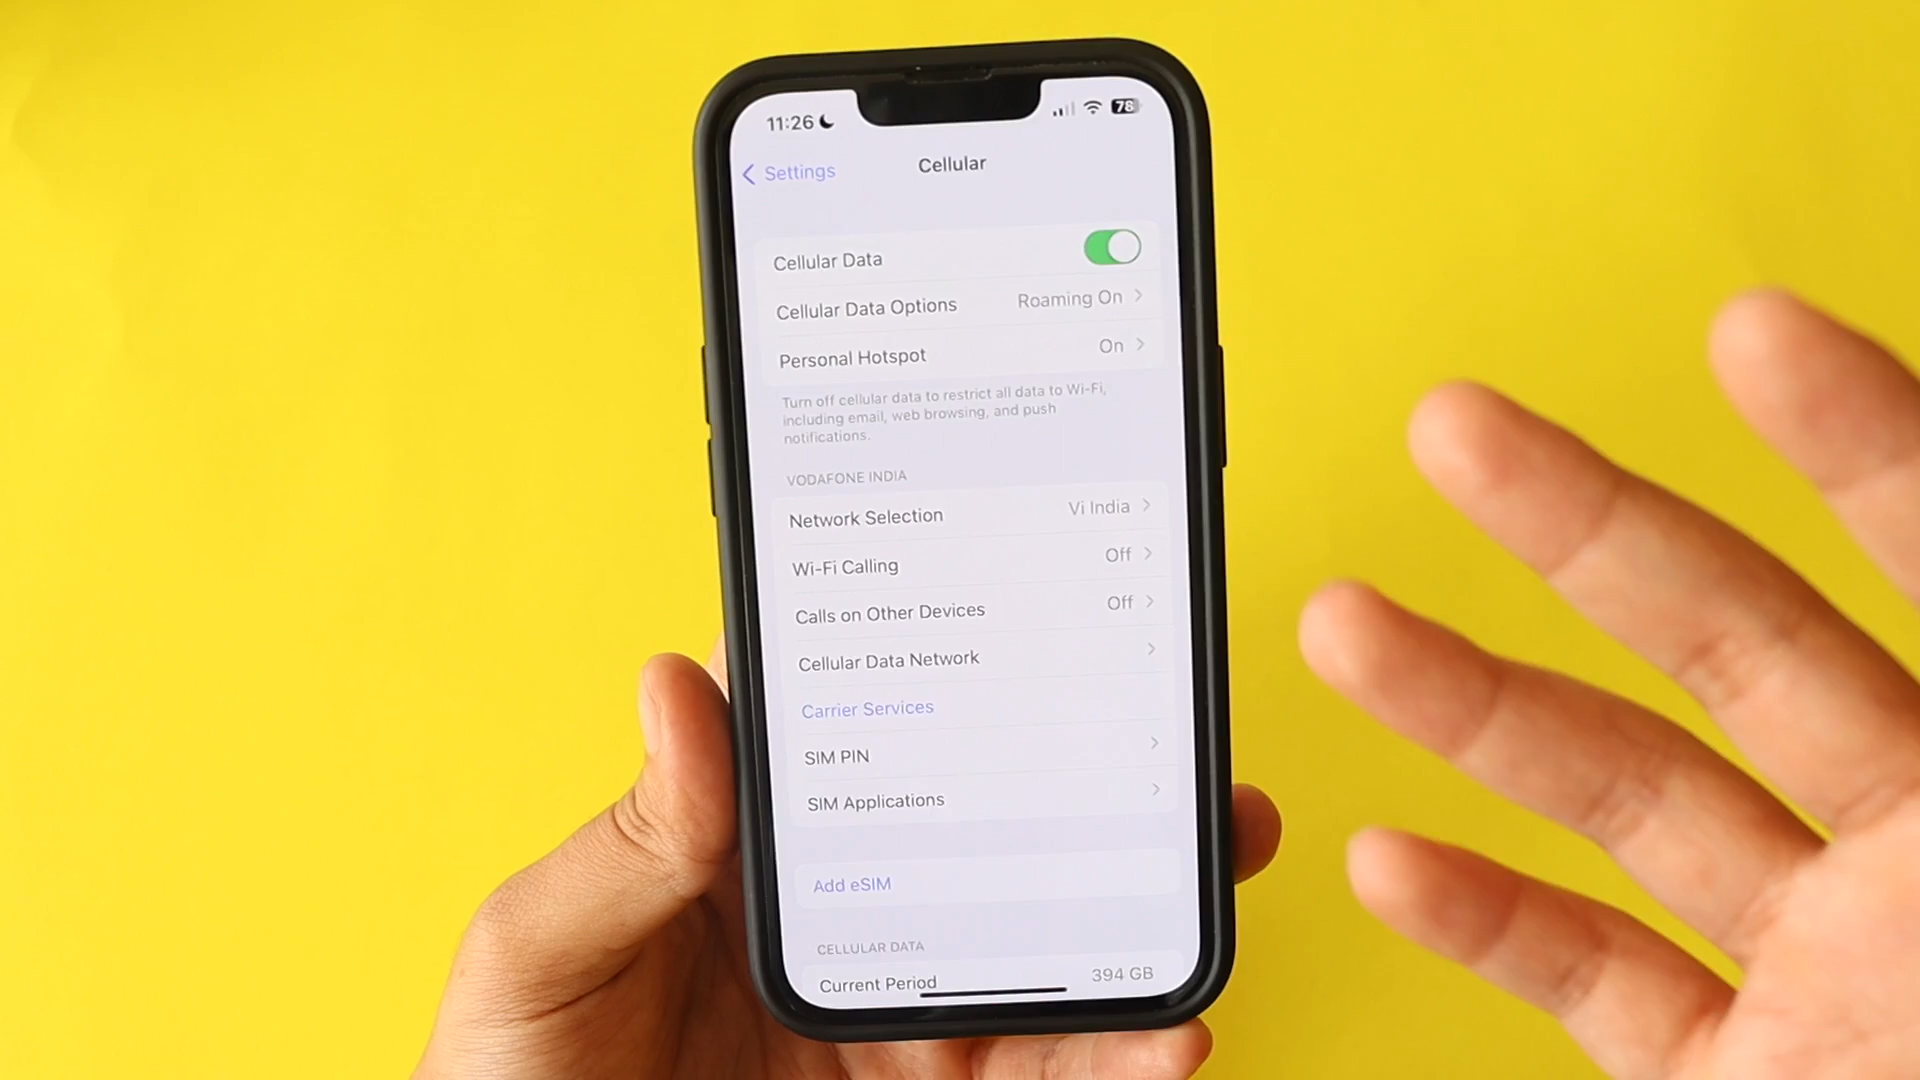 11:26
78
Settings
Cellular
Cellular Data
Cellular Data Options Roaming On
Personal Hotspot On
Turn off cellular data to restrict all data to Wi-Fi,
including email, web browsing, and push
notifications.
VODAFONE INDIA
Network Selection Vi India
Wi-Fi Calling Off
Calls on Other Devices Off
Cellular Data Network
Carrier Services
SIM PIN
SIM Applications
Add eSIM
CELLULAR DATA
Current Period 394 GB